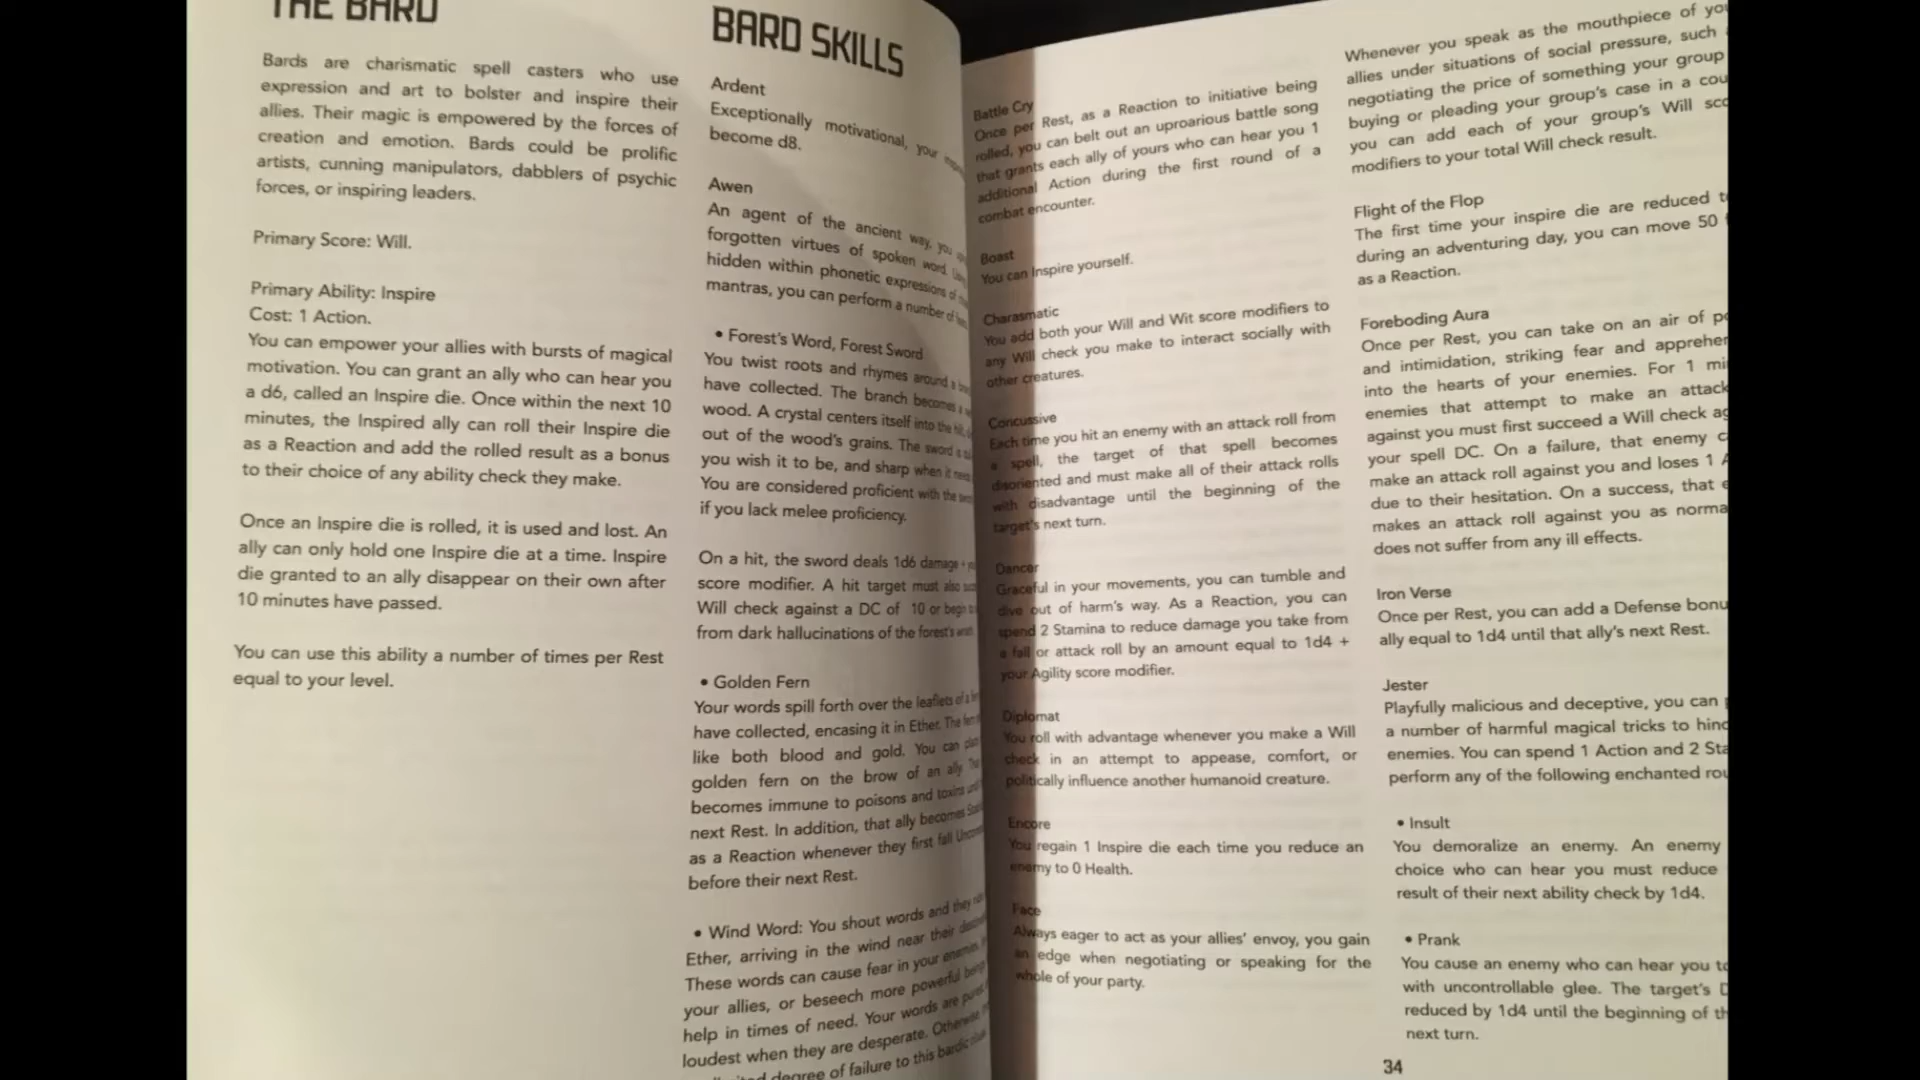 THE BARD
Bards are charismatic spell casters who use
expression and art to bolster and inspire their
allies. Their magic is empowered by the forces of
creation and emotion. Bards could be prolific
artists, cunning manipulators, dabblers of psychic
forces, or inspiring leaders.
Primary Score: Will.
Primary Ability: Inspire
Cost: 1 Action.
You can empower your allies with bursts of magical
motivation. You can grant an ally who can hear you
a d6, called an Inspire die. Once within the next 10
minutes, the Inspired ally can roll their Inspire die
as a Reaction and add the rolled result as a bonus
to their choice of any ability check they make.
Once an Inspire die is rolled, it is used and lost. An
ally can only hold one Inspire die at a time. Inspire
die granted to an ally disappear on their own after
10 minutes have passed.
You can use this ability a number of times per Rest
equal to your level.
BARD SKILLS
Ardent
Exceptionally motivational, your
become d8.
Awen
An agent of the ancient way, you
forgotten virtues of spoken word.
hidden within phonetic expressions of
mantras, you can perform a number of
• Forest's Word, Forest Sword
You twist roots and rhymes around a
have collected. The branch becomes a
wood. A crystal centers itself into the hilt,
out of the wood's grains. The sword is
you wish it to be, and sharp when it
You are considered proficient with the
if you lack melee proficiency.
On a hit, the sword deals 1d6 damage +
score modifier. A hit target must also
Will check against a DC of 10 or begin
from dark hallucinations of the forest's
• Golden Fern
Your words spill forth over the leaflets of a
have collected, encasing it in Ether. The
like both blood and gold. You can
golden fern on the brow of an ally.
becomes immune to poisons and toxins
next Rest. In addition, that ally becomes
as a Reaction whenever they first fall
before their next Rest.
• Wind Word: You shout words and they
Ether, arriving in the wind near their
These words can cause fear in your enemies,
your allies, or beseech more powerful
help in times of need. Your words are
loudest when they are desperate. Otherwise,
degree of failure to this bardic
Battle Cry
Once per Rest, as a Reaction to initiative being
rolled, you can belt out an uproarious battle song
that grants each ally of yours who can hear you 1
additional Action during the first round of a
combat encounter.
Boast
You can Inspire yourself.
Charasmatic
You add both your Will and Wit score modifiers to
any Will check you make to interact socially with
other creatures.
Concussive
Each time you hit an enemy with an attack roll from
a spell, the target of that spell becomes
disoriented and must make all of their attack rolls
with disadvantage until the beginning of the
target's next turn.
Dancer
Graceful in your movements, you can tumble and
dive out of harm's way. As a Reaction, you can
spend 2 Stamina to reduce damage you take from
a fall or attack roll by an amount equal to 1d4 +
your Agility score modifier.
Diplomat
You roll with advantage whenever you make a Will
check in an attempt to appease, comfort, or
politically influence another humanoid creature.
Encore
You regain 1 Inspire die each time you reduce an
enemy to 0 Health.
Face
Always eager to act as your allies' envoy, you gain
an edge when negotiating or speaking for the
whole of your party.
Whenever you speak as the mouthpiece of
allies under situations of social pressure, such
negotiating the price of something your group
buying or pleading your group's case in a
you can add each of your group's Will
modifiers to your total Will check result.
Flight of the Flop
The first time your inspire die are reduced
during an adventuring day, you can move 50
as a Reaction.
Foreboding Aura
Once per Rest, you can take on an air of
and intimidation, striking fear and
into the hearts of your enemies. For 1
enemies that attempt to make an attack
against you must first succeed a Will check
your spell DC. On a failure, that enemy
make an attack roll against you and loses 1
due to their hesitation. On a success, that
makes an attack roll against you as
does not suffer from any ill effects.
Iron Verse
Once per Rest, you can add a Defense
ally equal to 1d4 until that ally's next Rest.
Jester
Playfully malicious and deceptive, you can
a number of harmful magical tricks to
enemies. You can spend 1 Action and 2
perform any of the following enchanted
• Insult
You demoralize an enemy. An enemy
choice who can hear you must reduce
result of their next ability check by 1d4.
• Prank
You cause an enemy who can hear you
with uncontrollable glee. The target's
reduced by 1d4 until the beginning of
next turn.
34